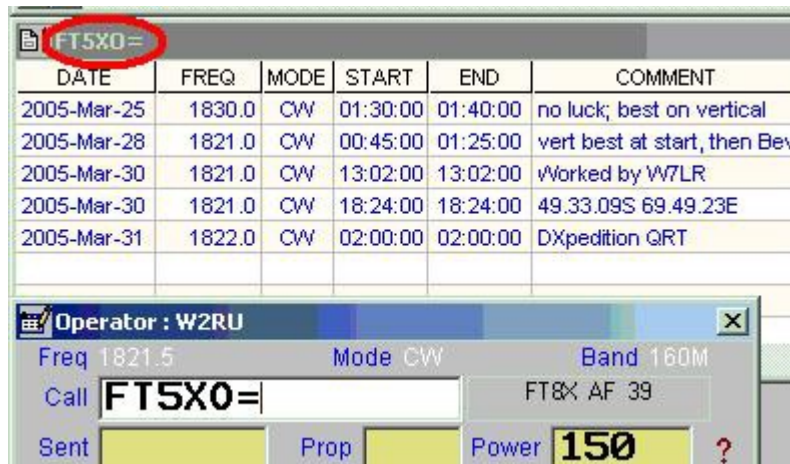 FT5XO=
DATE FREQ MODE START END COMMENT
2005-Mar-25 1830.0 CW 01:30:00 01:40:00 no luck; best on vertical
2005-Mar-28 1821.0 CW 00:45:00 01:25:00 vert best at start, then Bev
2005-Mar-30 1821.0 CW 13:02:00 13:02:00 Worked by W7LR
2005-Mar-30 1821.0 CW 18:24:00 18:24:00 49.33.09S 69.49.23E
2005-Mar-31 1822.0 CW 02:00:00 02:00:00 DXpedition QRT
Operator : W2RU
Freq 1821.5 Mode CW Band 160M
Call FT5XO= FT8X AF 39
Sent Prop Power 150 ?